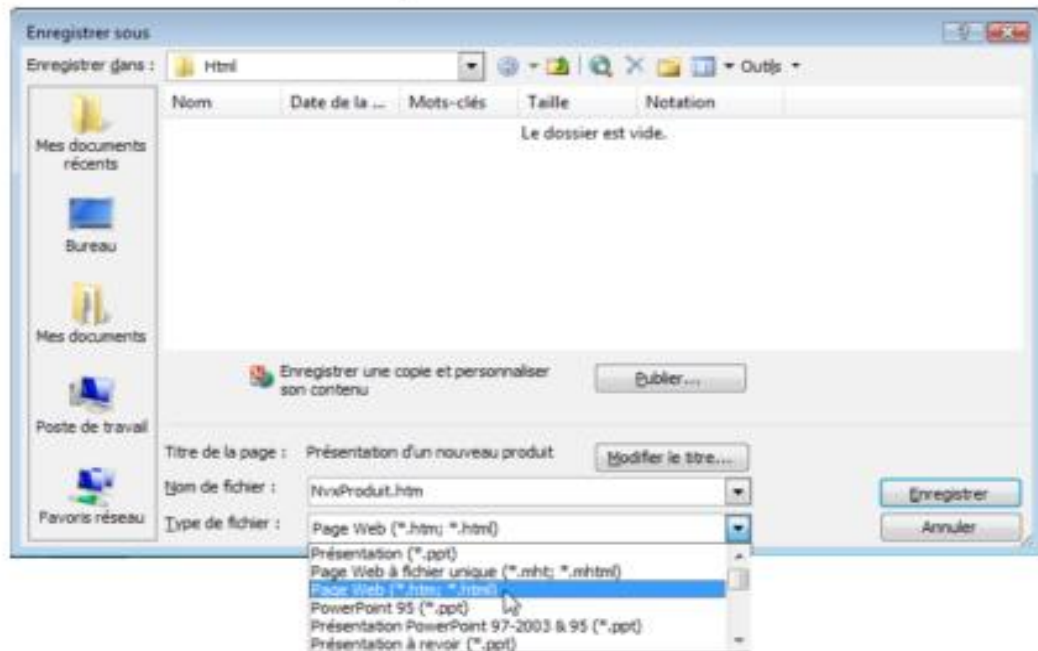 Enregistrer sous
Enregistrer dans : Html Outils
Nom Date de la ... Mots-clés Taille Notation
Le dossier est vide.
Mes documents
récents
Bureau
Mes documents
Poste de travail
Favoris réseau
Enregistrer une copie et personnaliser
son contenu
Publier...
Titre de la page : Présentation d'un nouveau produit Modifier le titre...
Nom de fichier : NvxProduit.htm Enregistrer
Type de fichier : Page Web (*.htm; *.html) Annuler
Présentation (*.ppt)
Page Web à fichier unique (*.mht; *.mhtml)
Page Web (*.htm; *.html)
PowerPoint 95 (*.ppt)
Présentation PowerPoint 97-2003 & 95 (*.ppt)
Présentation à revoir (*.ppt)